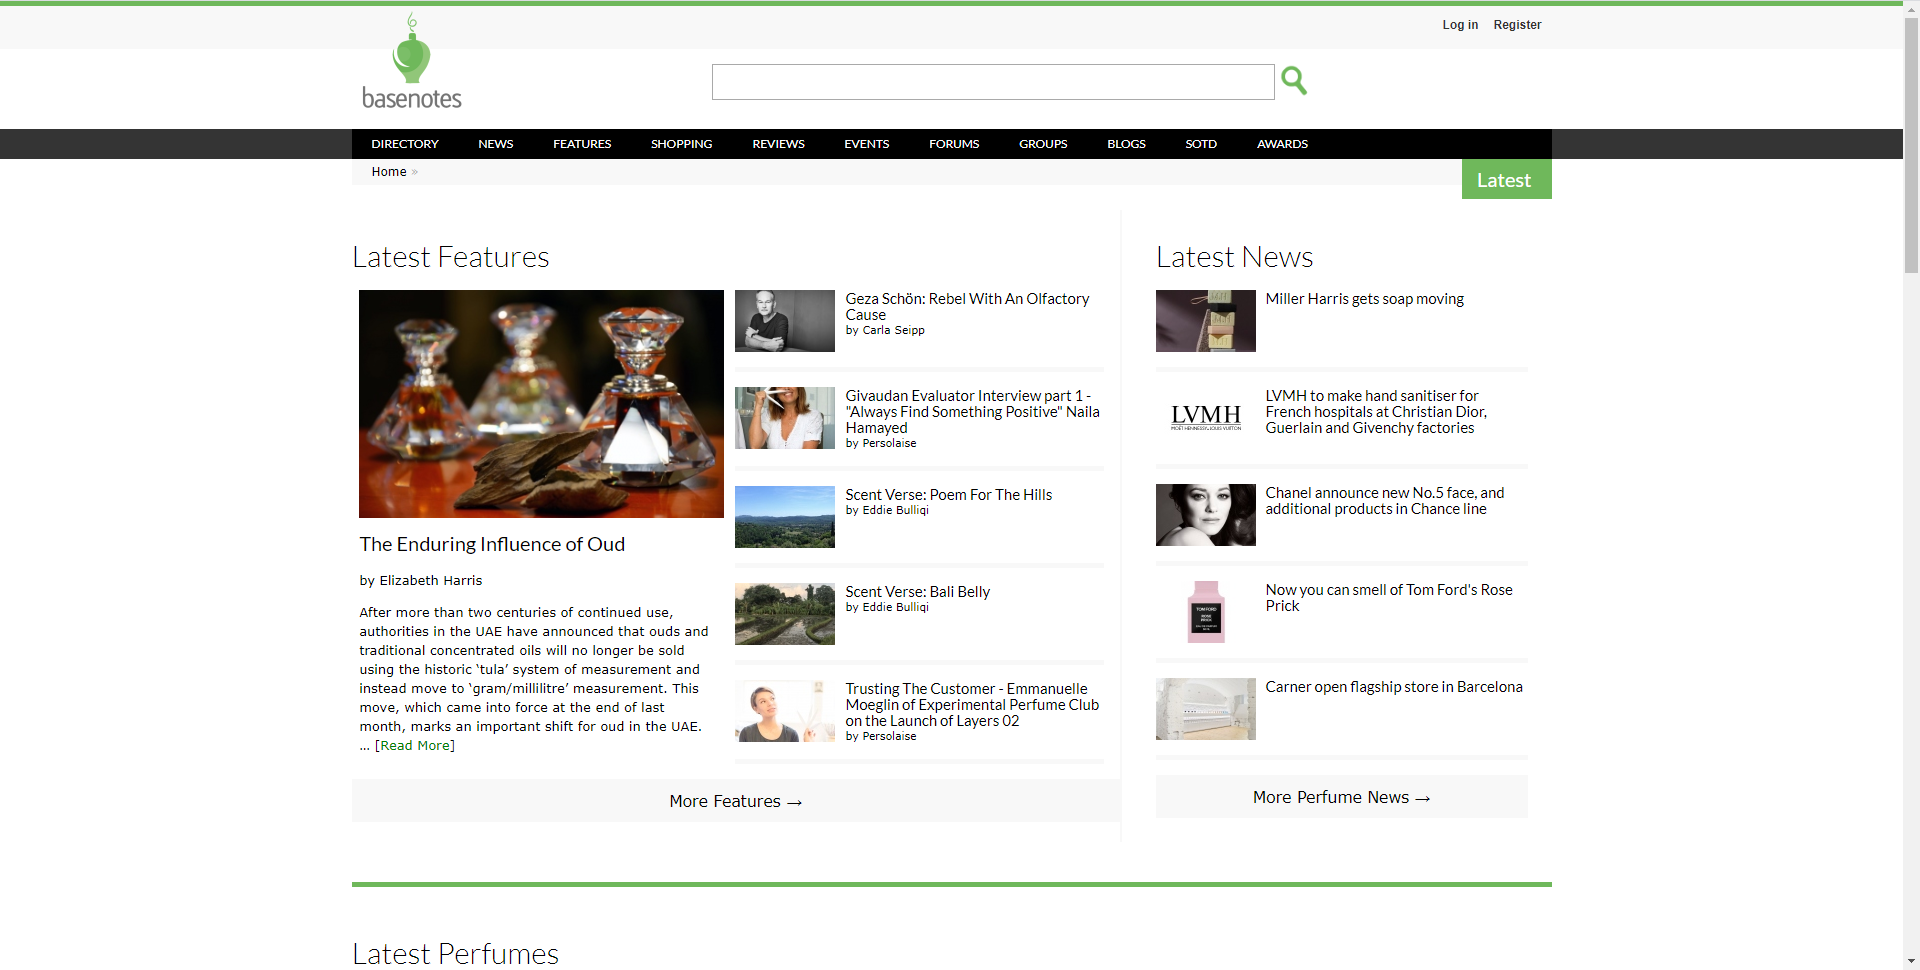 Log in Register
basenotes
DIRECTORY NEWS FEATURES SHOPPING REVIEWS EVENTS FORUMS GROUPS BLOGS SOTD AWARDS
Home »
Latest
Latest Features
The Enduring Influence of Oud
by Elizabeth Harris
After more than two centuries of continued use,
authorities in the UAE have announced that ouds and
traditional concentrated oils will no longer be sold
using the historic ‘tula’ system of measurement and
instead move to ‘gram/millilitre’ measurement. This
move, which came into force at the end of last
month, marks an important shift for oud in the UAE.
... [Read More]
Geza Schön: Rebel With An Olfactory
Cause
by Carla Seipp
Givaudan Evaluator Interview part 1 -
"Always Find Something Positive" Naila
Hamayed
by Persolaise
Scent Verse: Poem For The Hills
by Eddie Bulliqi
Scent Verse: Bali Belly
by Eddie Bulliqi
Trusting The Customer - Emmanuelle
Moeglin of Experimental Perfume Club
on the Launch of Layers 02
by Persolaise
More Features →
Latest News
Miller Harris gets soap moving
LVMH
MOËT HENNESSY. LOUIS VUITTON
LVMH to make hand sanitiser for
French hospitals at Christian Dior,
Guerlain and Givenchy factories
Chanel announce new No.5 face, and
additional products in Chance line
TOM FORD
ROSE
PRICK
Now you can smell of Tom Ford's Rose
Prick
Carner open flagship store in Barcelona
More Perfume News →
Latest Perfumes